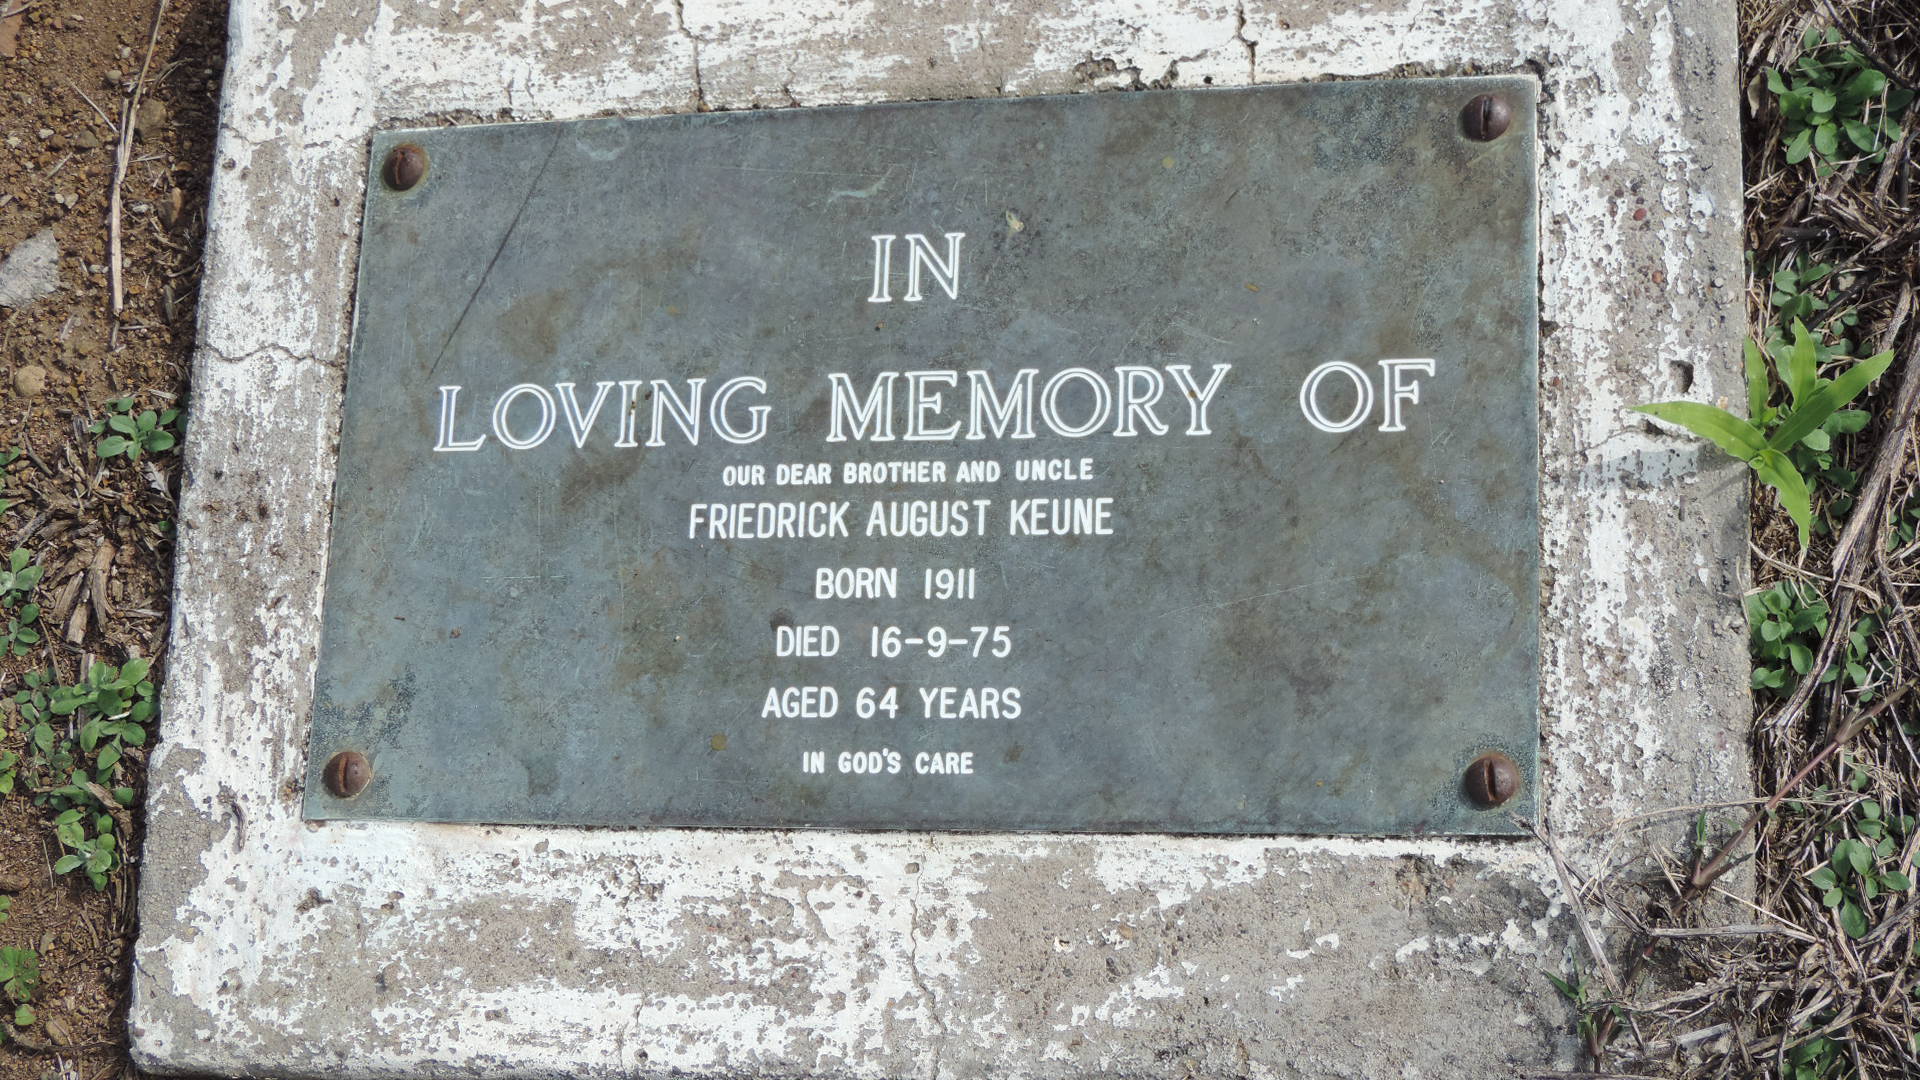 IN
LOVING MEMORY OF
OUR DEAR BROTHER AND UNCLE
FRIEDRICK AUGUST KEUNE
BORN 1911
DIED 16-9-75
AGED 64 YEARS
IN GOD'S CARE